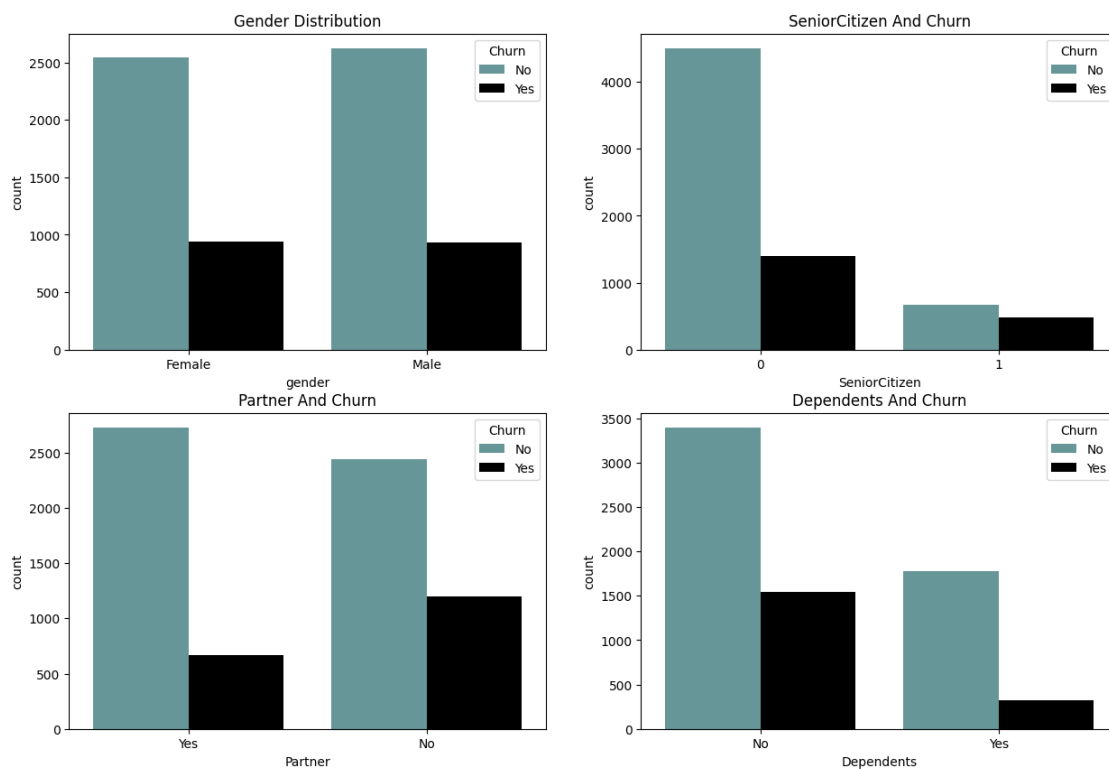 Gender Distribution
count
2500
2000
1500
1000
500
0
Churn
No
Yes
Female
Male
gender
SeniorCitizen And Churn
count
4000
3000
2000
1000
0
Churn
No
Yes
0
1
SeniorCitizen
Partner And Churn
count
2500
2000
1500
1000
500
0
Churn
No
Yes
Yes
No
Partner
Dependents And Churn
count
3500
3000
2500
2000
1500
1000
500
0
Churn
No
Yes
No
Yes
Dependents